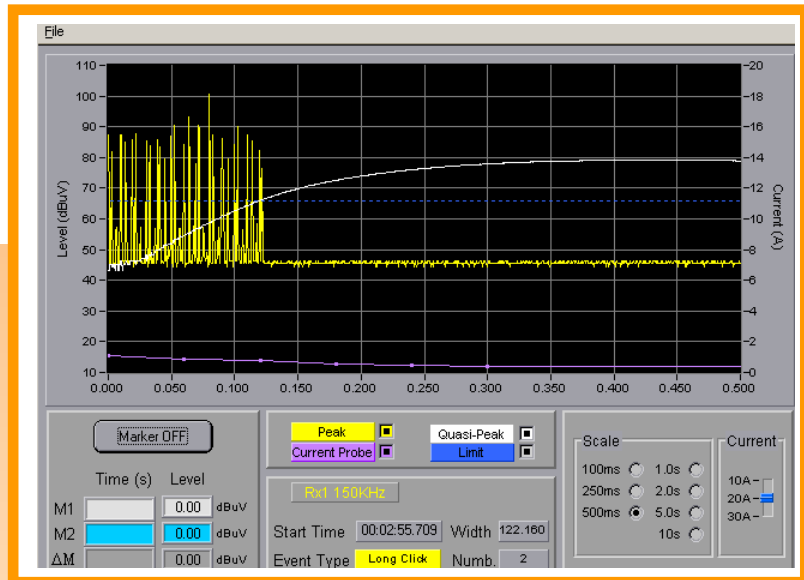 File
110 20
100 18
90 16
80 14
70 12
60 10
50 8
40 6
30 4
20 2
10 0
Level (dBuV)
Current (A)
0.000 0.050 0.100 0.150 0.200 0.250 0.300 0.350 0.400 0.450 0.500
Marker OFF
Time (s) Level
M1 0.00 dBuV
M2 0.00 dBuV
ΔM 0.00 dBuV
Peak Quasi-Peak
Current Probe Limit
Rx1 150KHz
Start Time 00:02:55.709 Width 122.160
Event Type Long Click Numb. 2
Scale
100ms 1.0s
250ms 2.0s
500ms 5.0s
10s
Current
10A
20A
30A